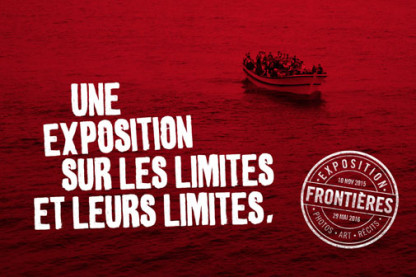 UNE
EXPOSITION
SUR LES LIMITES
ET LEURS LIMITES.
EXPOSITION
10 NOV 2015
FRONTIÈRES
29 MAI 2016
PHOTOS • ART • RÉCITS